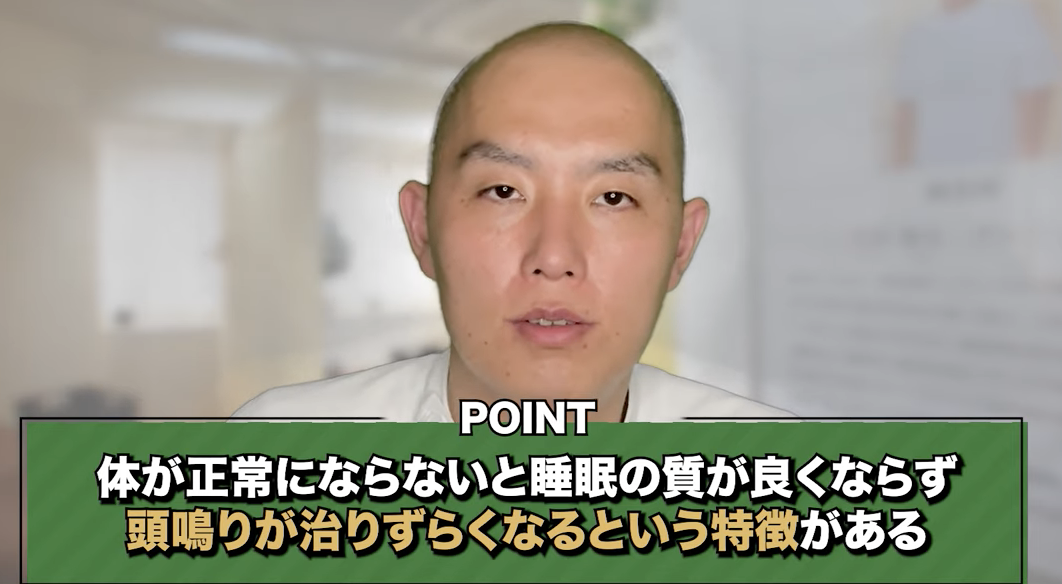 POINT
体が正常にならないと睡眠の質が良くならず
頭鳴りが治りずらくなるという特徴がある